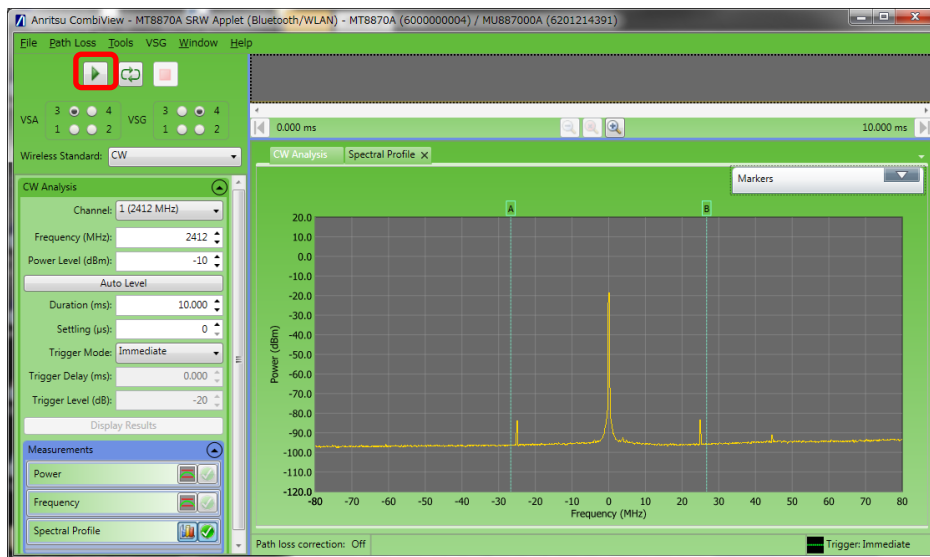 Anritsu CombiView - MT8870A SRW Applet (Bluetooth/WLAN) - MT8870A (6000000004) / MU887000A (6201214391)
File Path Loss Tools VSG Window Help
VSA 3 4 1 2 VSG 3 4 1 2
0.000 ms 10.000 ms
Wireless Standard: CW
CW Analysis Spectral Profile X
CW Analysis
Channel: 1 (2412 MHz)
Frequency (MHz): 2412
Power Level (dBm): -10
Auto Level
Duration (ms): 10.000
Settling (µs): 0
Trigger Mode: Immediate
Trigger Delay (ms): 0.000
Trigger Level (dB): -20
Display Results
Measurements
Power
Frequency
Spectral Profile
Markers
A B
20.0
10.0
0.0
-10.0
-20.0
-30.0
-40.0
-50.0
-60.0
-70.0
-80.0
-90.0
-100.0
-110.0
-120.0
Power (dBm)
-80 -70 -60 -50 -40 -30 -20 -10 0 10 20 30 40 50 60 70 80
Frequency (MHz)
Path loss correction: Off Trigger: Immediate